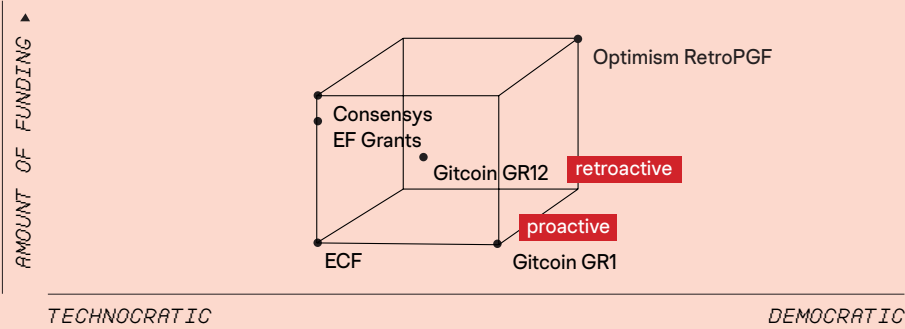 AMOUNT OF FUNDING ▲
Optimism RetroPGF
Consensys
EF Grants
Gitcoin GR12
retroactive
proactive
ECF
Gitcoin GR1
TECHNOCRATIC
DEMOCRATIC